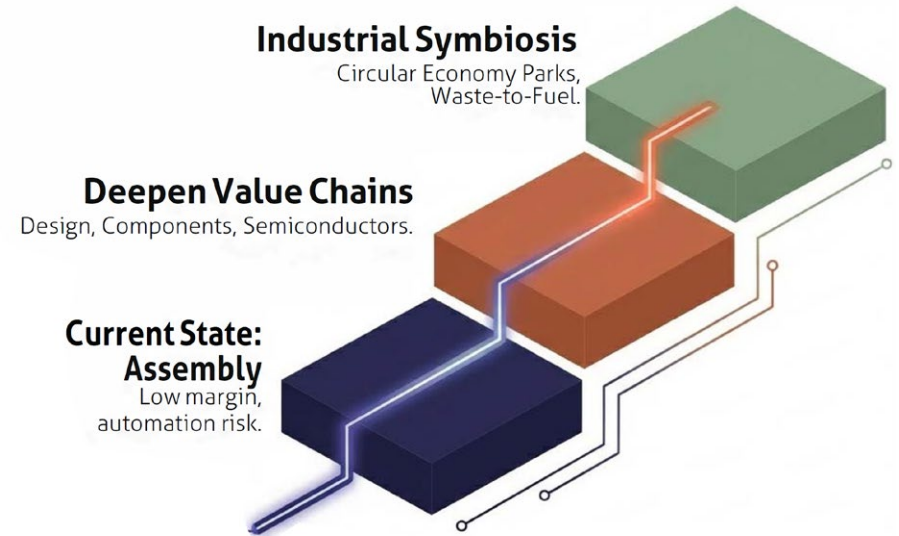 Industrial Symbiosis
Circular Economy Parks,
Waste-to-Fuel.
Deepen Value Chains
Design, Components, Semiconductors.
Current State:
Assembly
Low margin,
automation risk.